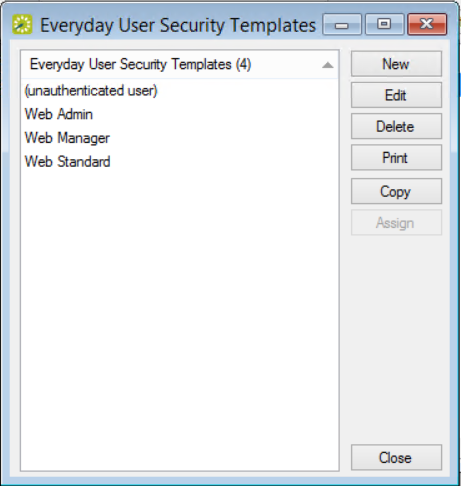 Everyday User Security Templates
Everyday User Security Templates (4)
(unauthenticated user)
Web Admin
Web Manager
Web Standard
New
Edit
Delete
Print
Copy
Assign
Close